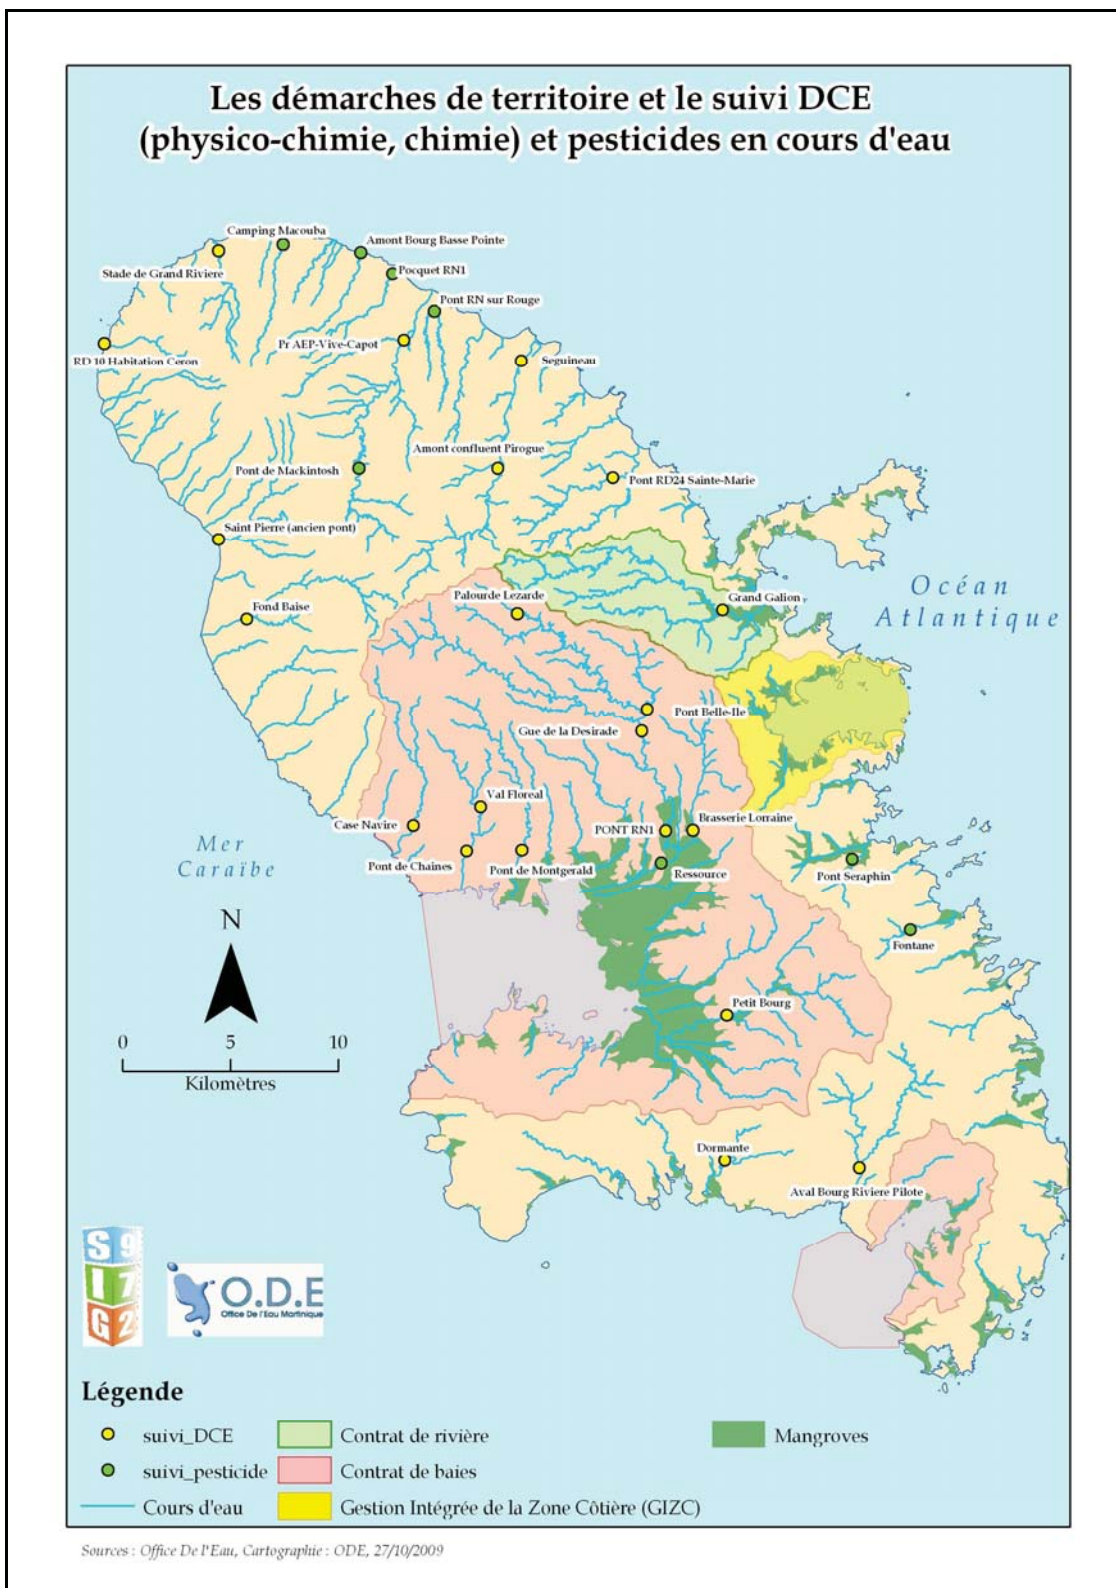 Les démarches de territoire et le suivi DCE
(physico-chimie, chimie) et pesticides en cours d'eau
Camping Macouba
Amont Bourg Basse Pointe
Stade de Grand Riviere
Pocquet RN1
Pont RN sur Rouge
Pr AEP-Vive-Capot
RD 10 Habitation Ceron
Seguineau
Amont confluent Pirogue
Pont de Mackintosh
Pont RD24 Sainte-Marie
Saint Pierre (ancien pont)
Océan
Atlantique
Palourde Lezarde
Grand Galion
Fond Baise
Pont Belle-Ile
Gue de la Desirade
Val Floreal
Case Navire
PONT RN1
Brasserie Lorraine
Mer
Caraïbe
Pont de Chaines
Pont de Montgerald
Ressource
Pont Seraphin
N
Fontane
Petit Bourg
0 5 10
Kilomètres
Dormante
Aval Bourg Riviere Pilote
S 9
I 7
G 2
O.D.E
Office De l'Eau Martinique
Légende
suivi_DCE
Contrat de rivière
Mangroves
suivi_pesticide
Contrat de baies
Cours d'eau
Gestion Intégrée de la Zone Côtière (GIZC)
Sources : Office De l'Eau, Cartographie : ODE, 27/10/2009